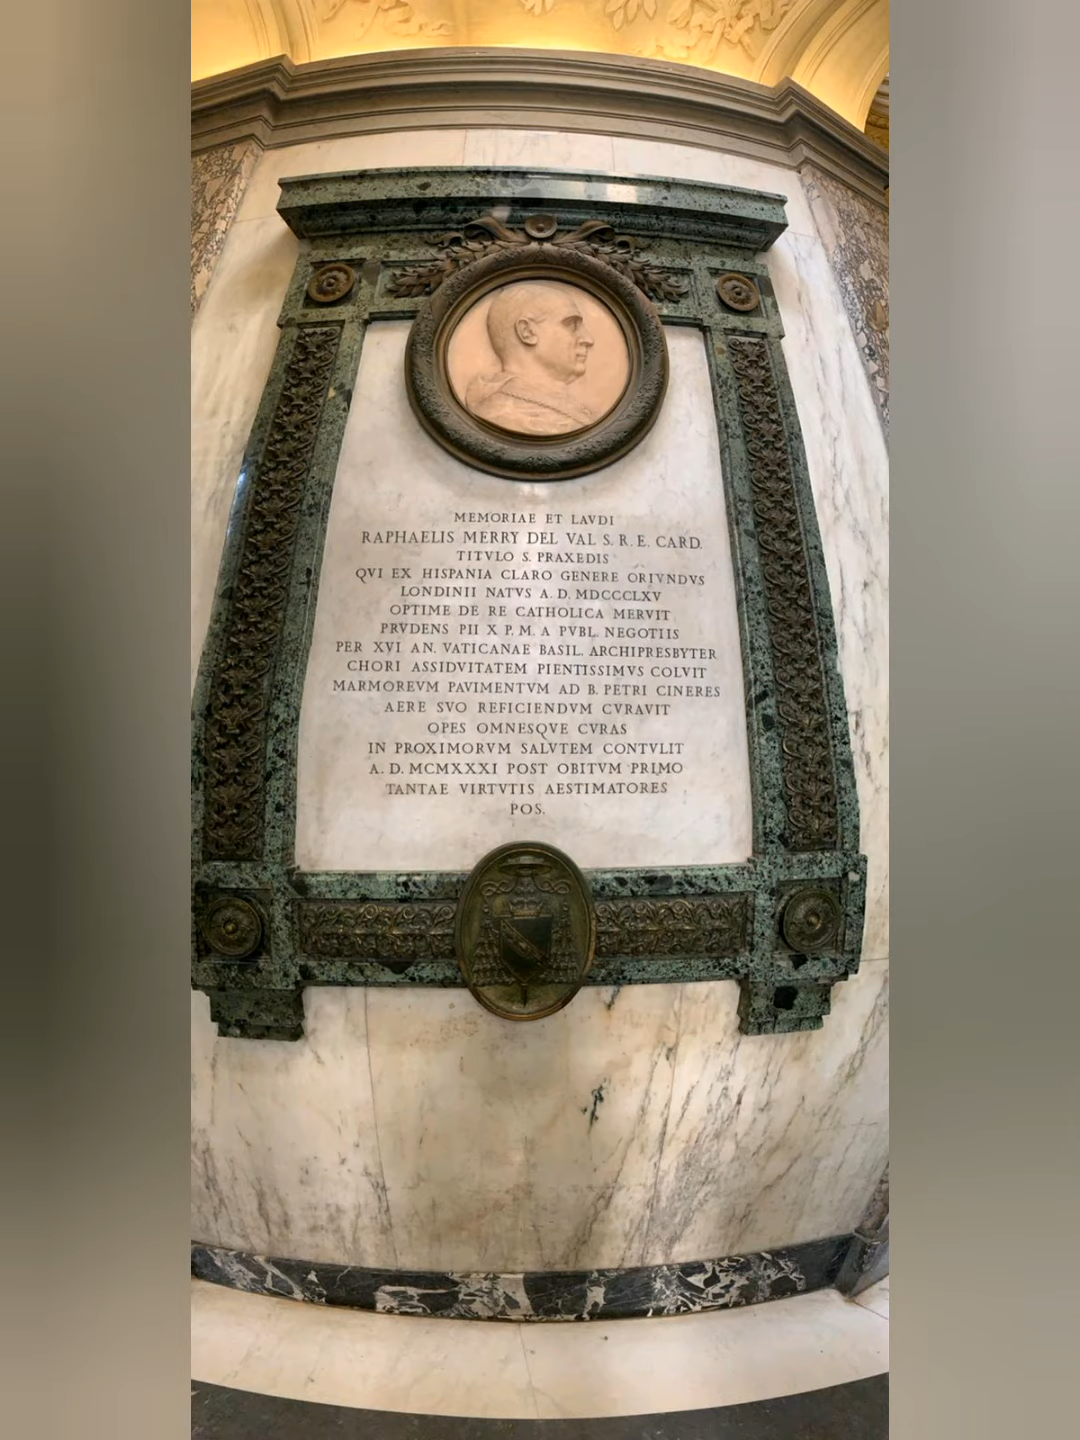 MEMORIAE ET LAVDI
RAPHAELIS MERRY DEL VAL S. R. E. CARD.
TITVLO S. PRAXEDIS
QVI EX HISPANIA CLARO GENERE ORIVNDVS
LONDINII NATVS A. D. MDCCCLXV
OPTIME DE RE CATHOLICA MERVIT
PRVDENS PII X P. M. A PVBL. NEGOTIIS
PER XVI AN. VATICANAE BASIL. ARCHIPRESBYTER
CHORI ASSIDVITATEM PIENTISSIMVS COLVIT
MARMOREVM PAVIMENTVM AD B. PETRI CINERES
AERE SVO REFICIENDVM CVRAVIT
OPES OMNESQVE CVRAS
IN PROXIMORVM SALVTEM CONTVLIT
A. D. MCMXXXI POST OBITVM PRIMO
TANTAE VIRTVTIS AESTIMATORES
POS.